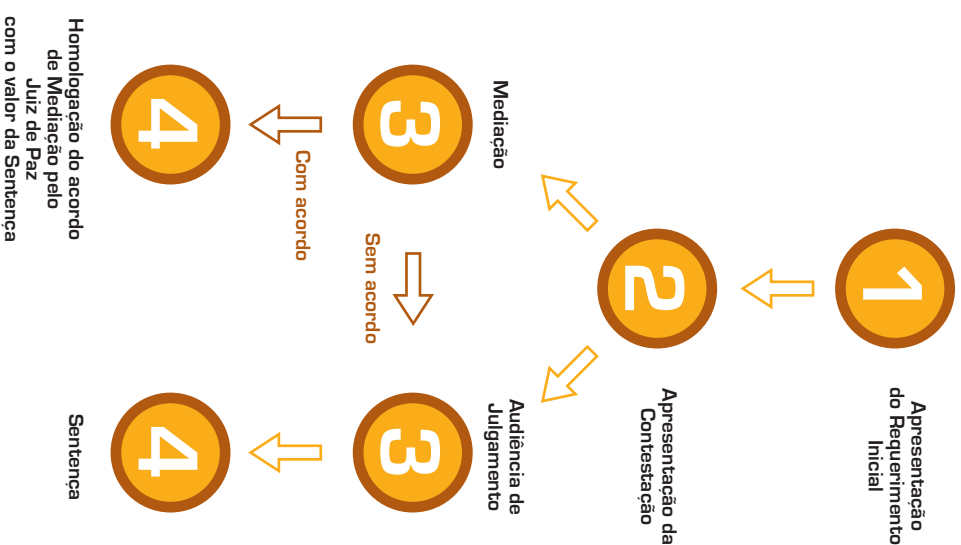 1
Apresentação
do Requerimento
Inicial
2
Apresentação da
Contestação
Mediação
3
Sem acordo
3
Audiência de
Julgamento
Com acordo
4
Homologação do acordo
de Mediação pelo
Juiz de Paz
com o valor da Sentença
4
Sentença